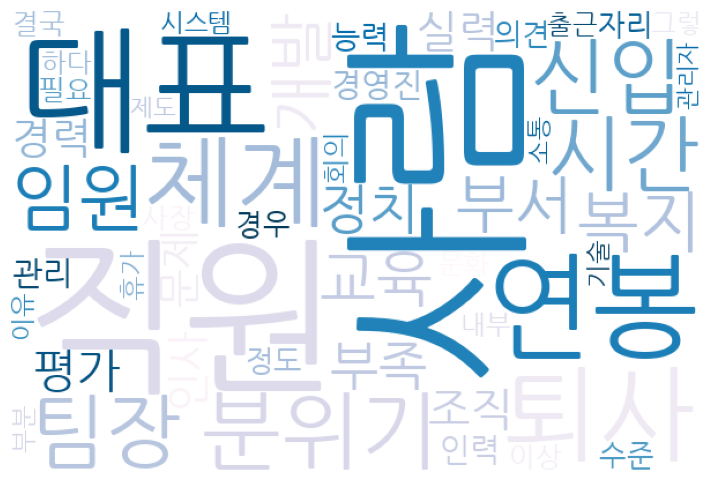 결국
시스템
능력
실력
의견
출근
자리
그렇
대표
하다
필요
제도
개발
경영진
사람
신입
관리자
경력
회의
소통
시간
임원
체계
사장
경우
정치
부서
복지
관리
휴가
문제
직원
교육
문화
연봉
기술
이유
내부
평가
인사
정도
부족
팀장
분위기
조직
퇴사
부분
인력
이상
수준